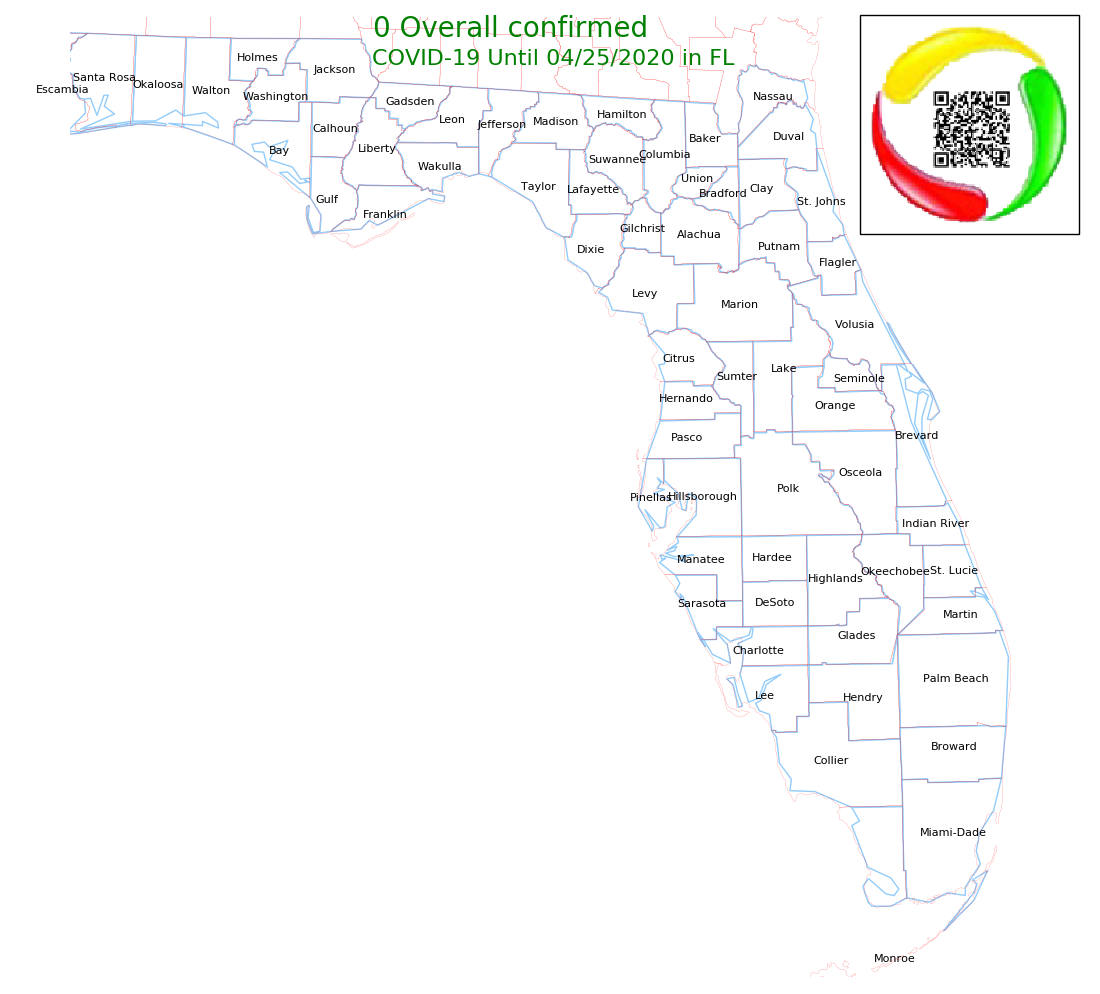 0 Overall confirmed
COVID-19 Until 04/25/2020 in FL
Holmes
Jackson
Santa Rosa
Okaloosa
Walton
Washington
Escambia
Nassau
Gadsden
Leon
Jefferson
Madison
Hamilton
Calhoun
Bay
Liberty
Wakulla
Suwannee
Columbia
Baker
Duval
Union
Bradford
Clay
Taylor
Lafayette
Gulf
Franklin
St. Johns
Gilchrist
Alachua
Putnam
Dixie
Flagler
Levy
Marion
Volusia
Citrus
Sumter
Lake
Seminole
Hernando
Orange
Pasco
Brevard
Osceola
Polk
Pinellas
Hillsborough
Indian River
Manatee
Hardee
Highlands
Okeechobee
St. Lucie
Sarasota
DeSoto
Martin
Glades
Charlotte
Palm Beach
Lee
Hendry
Broward
Collier
Miami-Dade
Monroe